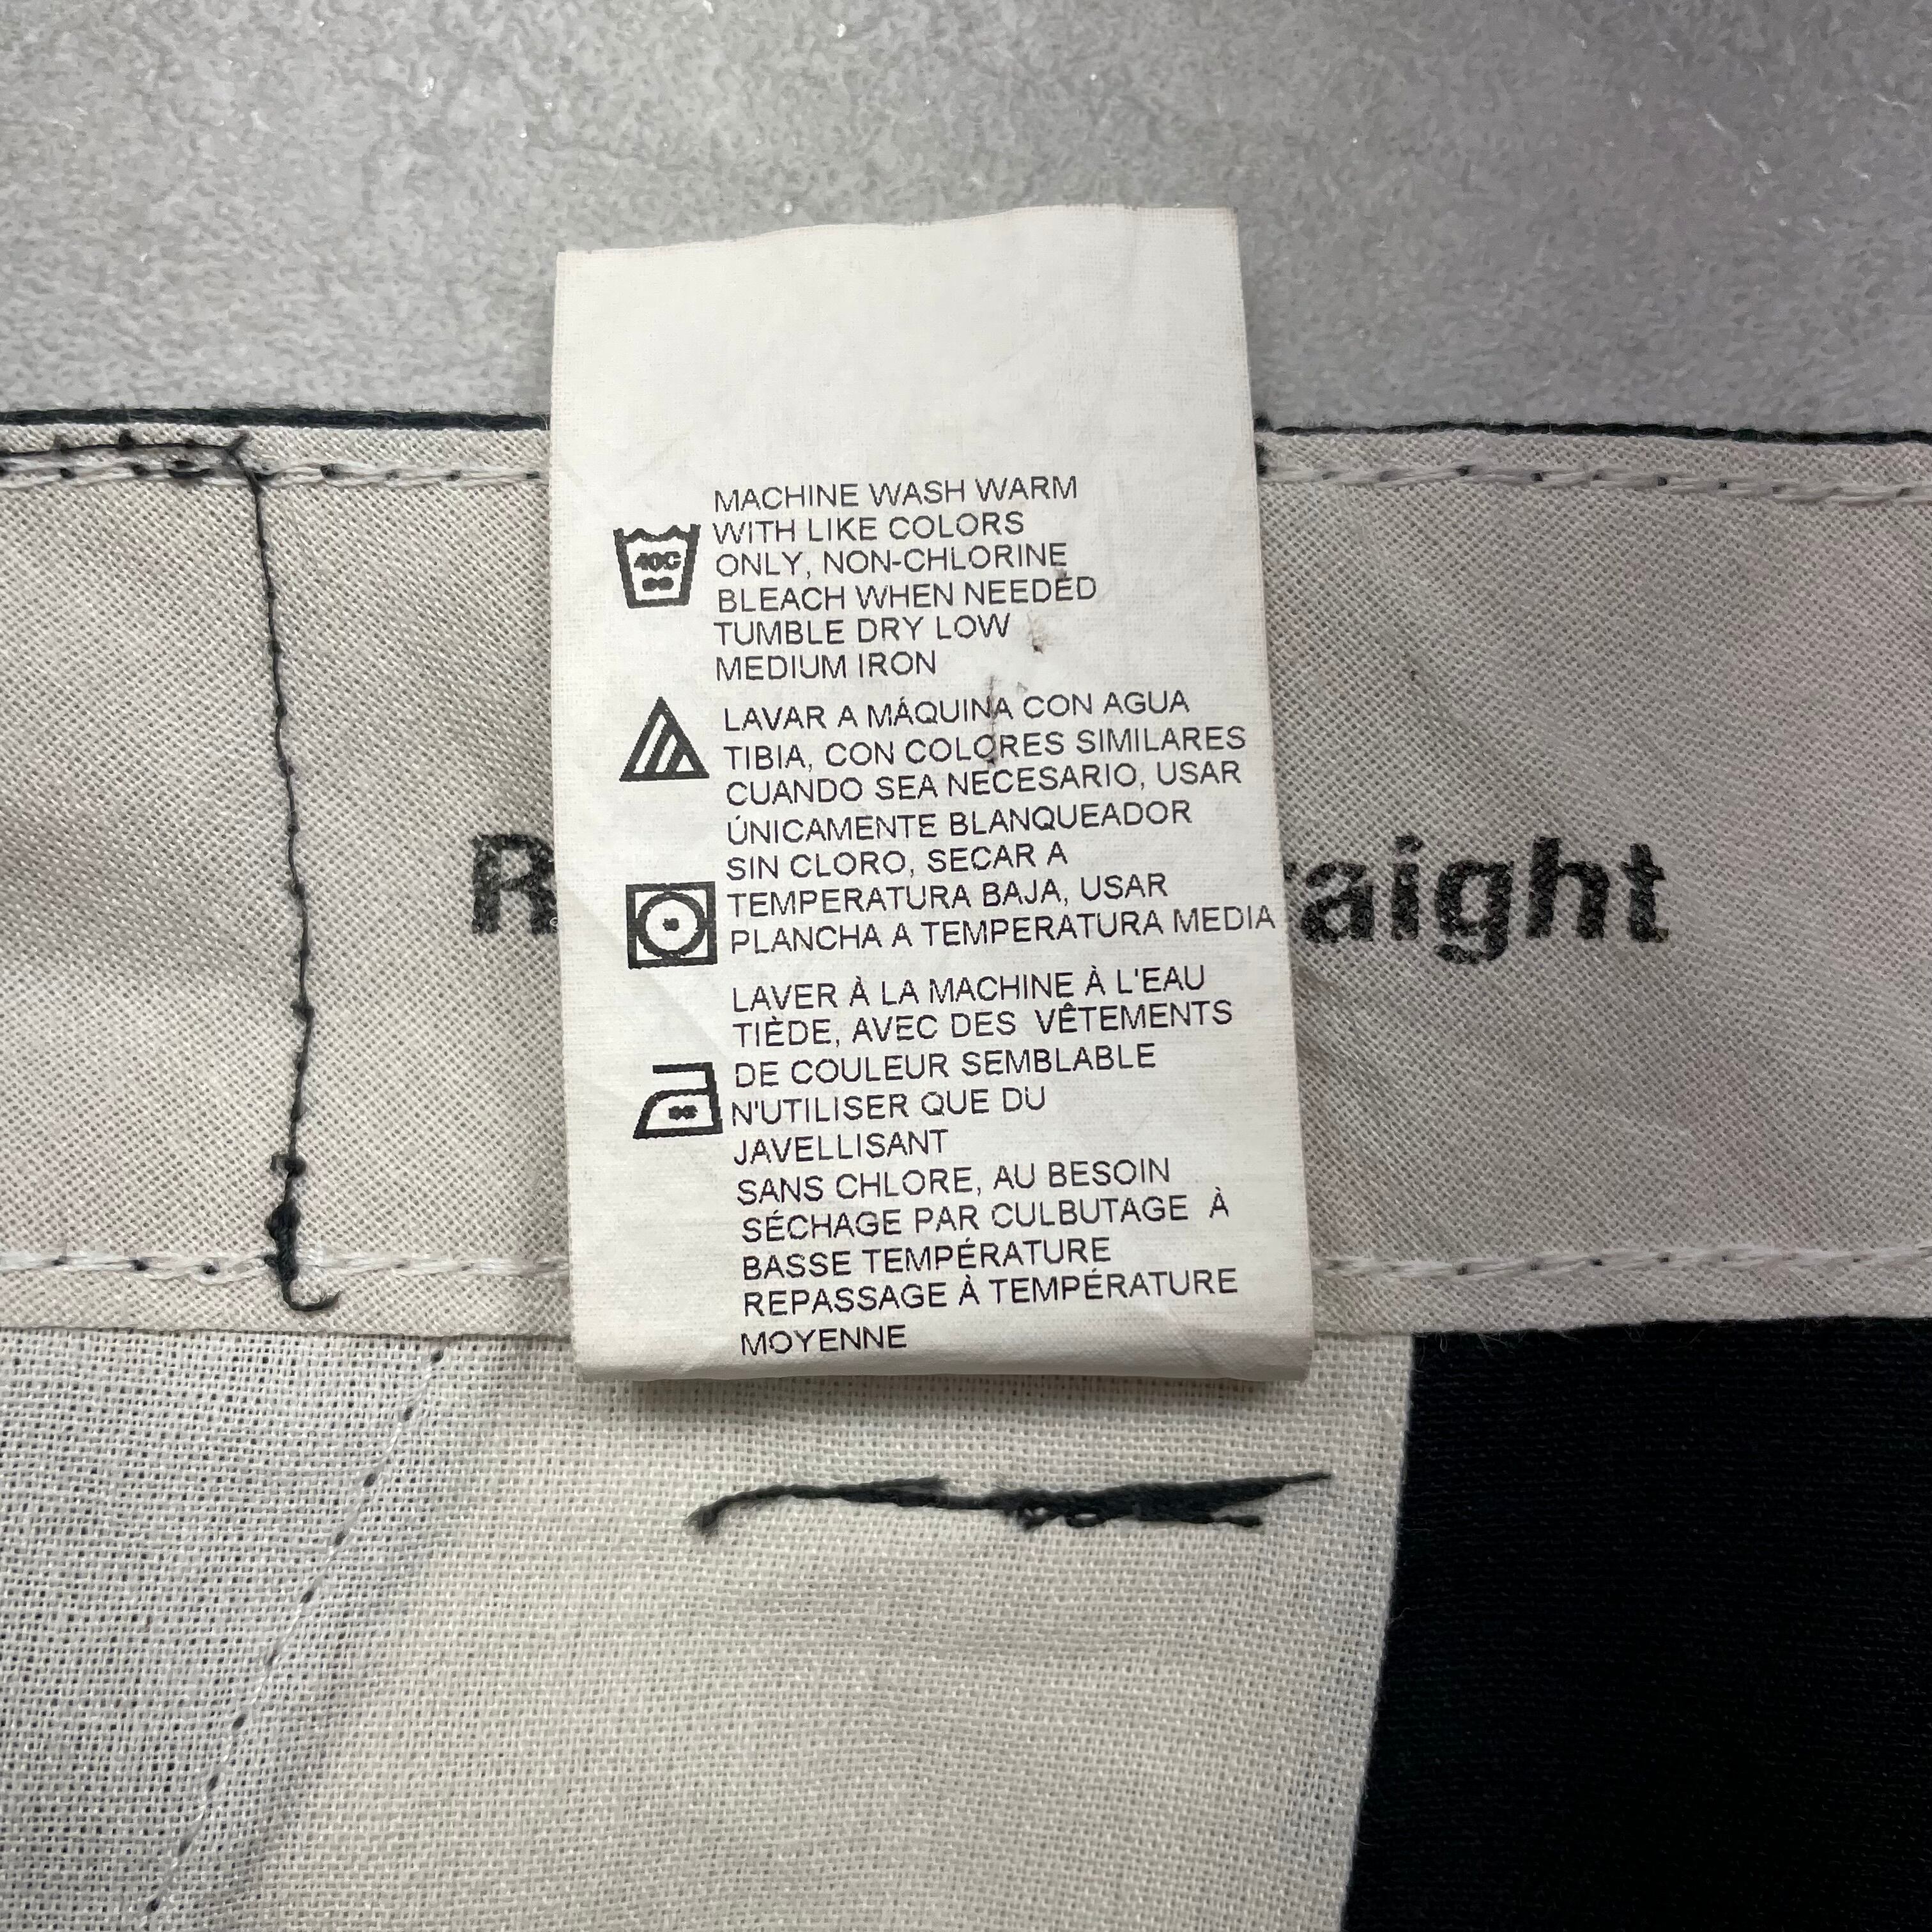 MACHINE WASH WARM
WITH LIKE COLORS
ONLY, NON-CHLORINE
BLEACH WHEN NEEDED
TUMBLE DRY LOW
MEDIUM IRON
40C
LAVAR A MÁQUINA CON AGUA
TIBIA, CON COLORES SIMILARES
CUANDO SEA NECESARIO, USAR
ÚNICAMENTE BLANQUEADOR
SIN CLORO, SECAR A
TEMPERATURA BAJA, USAR
PLANCHA A TEMPERATURA MEDIA
LAVER À LA MACHINE À L'EAU
TIÈDE, AVEC DES VÊTEMENTS
DE COULEUR SEMBLABLE
N'UTILISER QUE DU
JAVELLISANT
SANS CHLORE, AU BESOIN
SÉCHAGE PAR CULBUTAGE À
BASSE TEMPÉRATURE
REPASSAGE À TEMPÉRATURE
MOYENNE